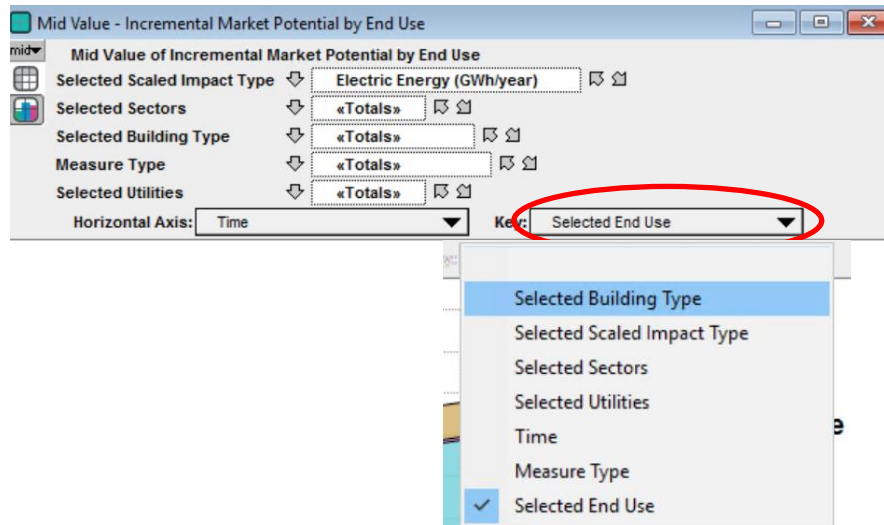 Mid Value - Incremental Market Potential by End Use
mid
Mid Value of Incremental Market Potential by End Use
Selected Scaled Impact Type Electric Energy (GWh/year)
Selected Sectors «Totals»
Selected Building Type «Totals»
Measure Type «Totals»
Selected Utilities «Totals»
Horizontal Axis: Time Key: Selected End Use
Selected Building Type
Selected Scaled Impact Type
Selected Sectors
Selected Utilities
Time
e
Measure Type
Selected End Use